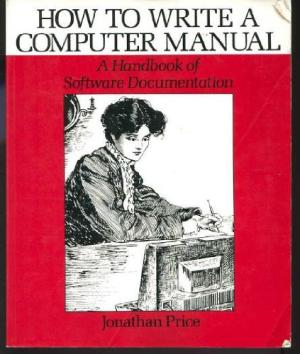 HOW TO WRITE A
COMPUTER MANUAL
A Handbook of
Software Documentation
Jonathan Price